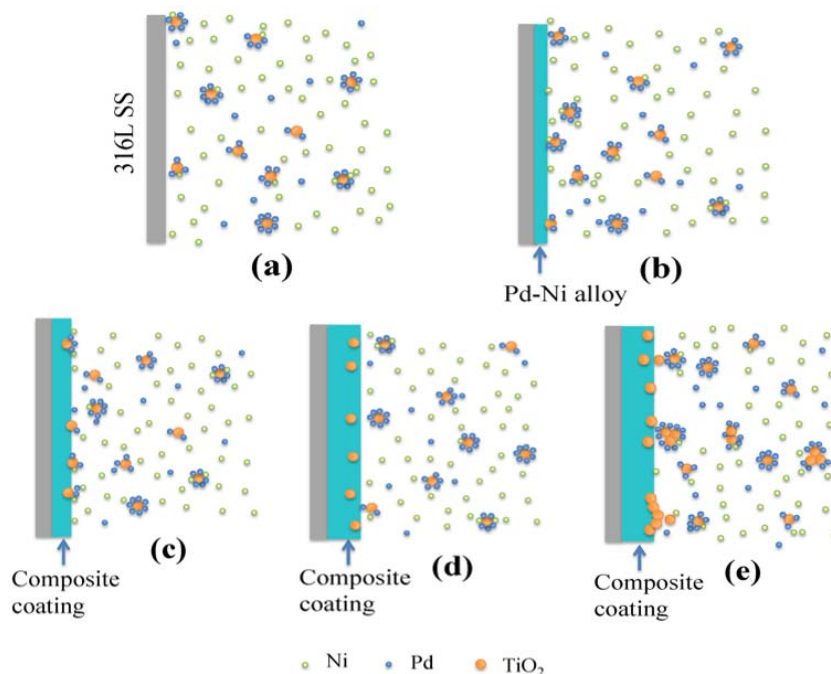 316L SS
(a)
(b)
Pd-Ni alloy
(c)
Composite
coating
(d)
Composite
coating
(e)
Composite
coating
Ni
Pd
TiO₂